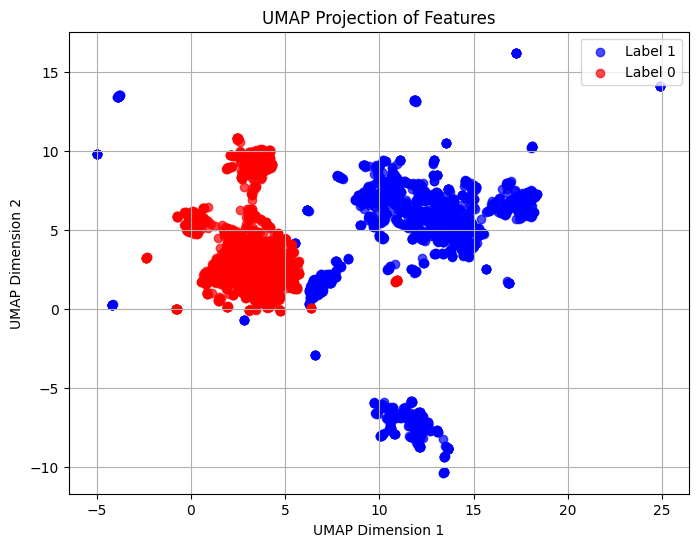 UMAP Projection of Features
Label 1
Label 0
15
10
5
0
−5
−10
UMAP Dimension 2
−5 0 5 10 15 20 25
UMAP Dimension 1